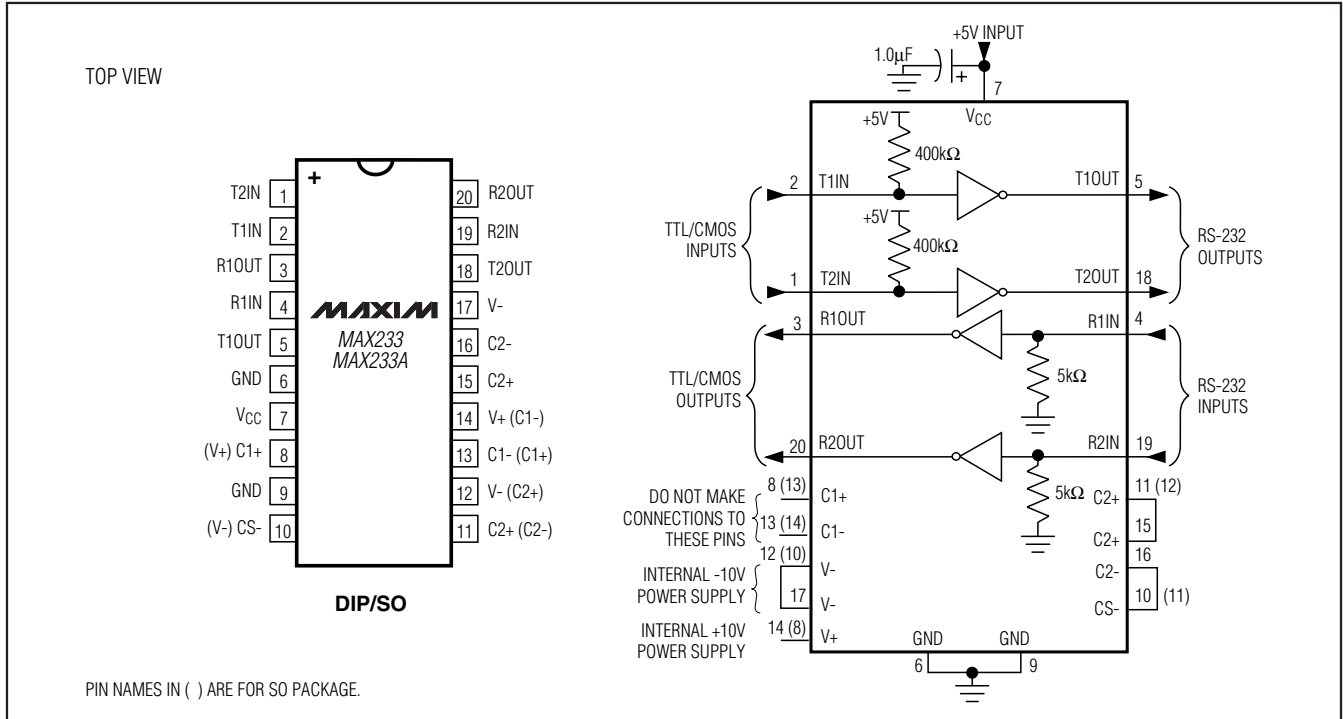 TOP VIEW
+
T2IN 1
T1IN 2
R1OUT 3
R1IN 4
T1OUT 5
GND 6
VCC 7
(V+) C1+ 8
GND 9
(V-) CS- 10
20 R2OUT
19 R2IN
18 T2OUT
17 V-
16 C2-
15 C2+
14 V+ (C1-)
13 C1- (C1+)
12 V- (C2+)
11 C2+ (C2-)
MAXIM
MAX233
MAX233A
DIP/SO
PIN NAMES IN ( ) ARE FOR SO PACKAGE.
+5V INPUT
1.0μF
+
7
VCC
+5V
400kΩ
2 T1IN
T1OUT 5
+5V
400kΩ
1 T2IN
T2OUT 18
TTL/CMOS
INPUTS
RS-232
OUTPUTS
3 R1OUT
R1IN 4
5kΩ
TTL/CMOS
OUTPUTS
RS-232
INPUTS
20 R2OUT
R2IN 19
5kΩ
DO NOT MAKE
CONNECTIONS TO
THESE PINS
8 (13) C1+
13 (14) C1-
INTERNAL -10V
POWER SUPPLY
12 (10) V-
17 V-
INTERNAL +10V
POWER SUPPLY
14 (8) V+
C2+ 11 (12)
C2+ 15
C2- 16
CS- 10 (11)
GND GND
6 9